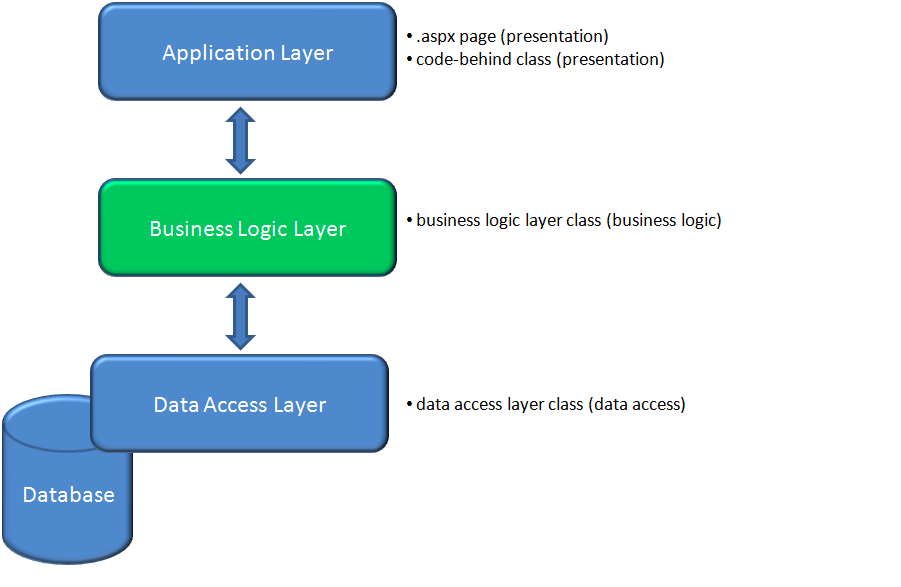 Application Layer
• .aspx page (presentation)
• code-behind class (presentation)
Business Logic Layer
• business logic layer class (business logic)
Data Access Layer
• data access layer class (data access)
Database